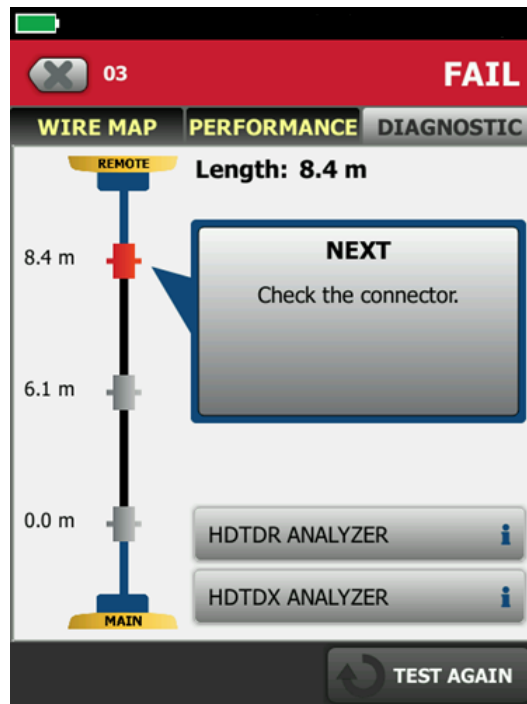 03
FAIL
WIRE MAP
PERFORMANCE
DIAGNOSTIC
REMOTE
Length: 8.4 m
8.4 m
NEXT
Check the connector.
6.1 m
0.0 m
HDTDR ANALYZER
i
HDTDX ANALYZER
i
MAIN
TEST AGAIN